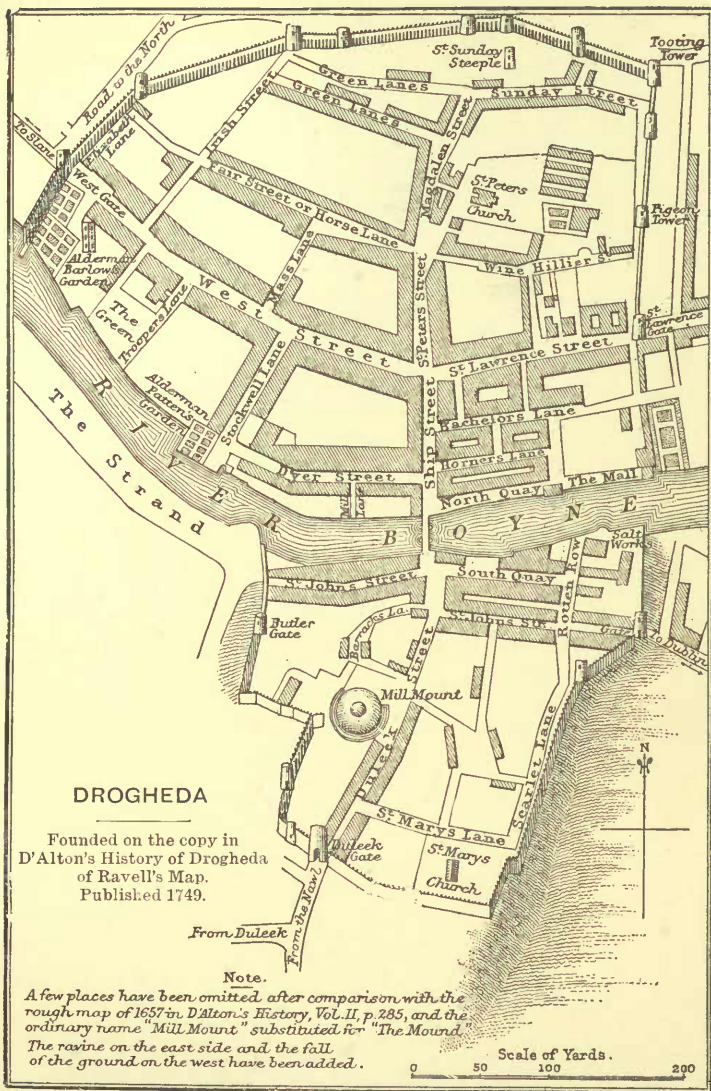 Road to the North
To Slane
St Sunday
Steeple
Tooting
Tower
Green Lanes
Sunday Street
Green Lanes
Irish Street
Lane
Magdalen Street
West Gate
Fair Street or Horse Lane
St Peters
Church
Pigeon
Tower
Alderman
Barlow's
Garden
Mass Lane
Wine Hillier St
The
Green
Troopers Lane
West Street
St Peters Street
St Lawrence
Gate
St Lawrence Street
Alderman
Pattens
Garden
Stockwell Lane
Ship Street
Bachelors Lane
Horners Lane
The Strand
Dyer Street
Mill
Lane
North Quay
The Mall
RIVER BOYNE
Salt
Works
St Johns Street
South Quay
Rotten Row
Butler
Gate
Barracks La.
St Johns Str
Gate
To Dublin
Mill Mount
Duleek Street
Scarlet Lane
N
DROGHEDA
Founded on the copy in
D'Alton's History of Drogheda
of Ravell's Map.
Published 1749.
St Marys Lane
Duleek
Gate
St Marys
Church
From Duleek
From the Nawl
Note.
A few places have been omitted after comparison with the
rough map of 1657 in D'Alton's History, Vol. II, p. 285, and the
ordinary name "Mill Mount" substituted for "The Mound"
The ravine on the east side and the fall
of the ground on the west have been added.
Scale of Yards.
0 50 100 200